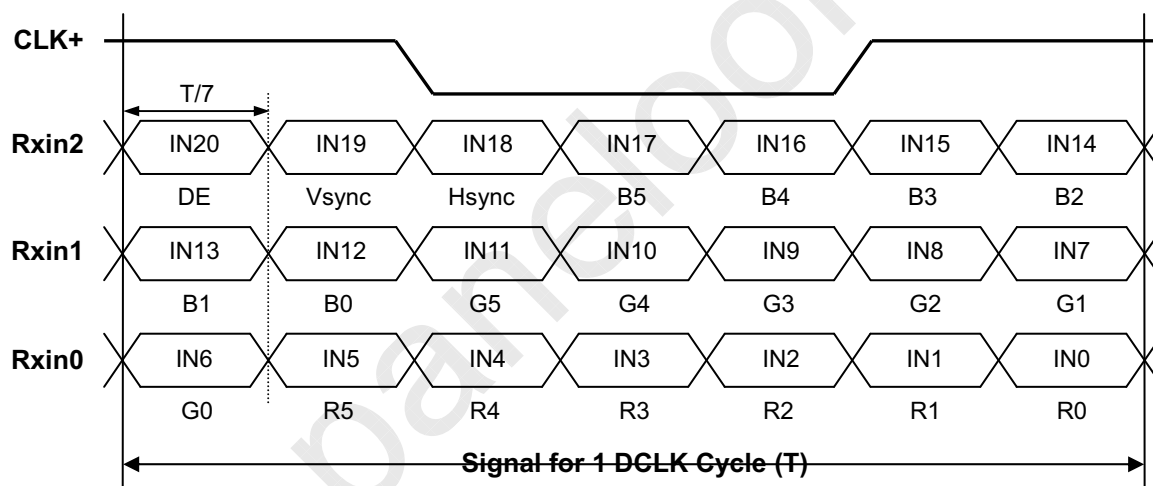 CLK+
T/7
Rxin2 IN20 IN19 IN18 IN17 IN16 IN15 IN14
DE Vsync Hsync B5 B4 B3 B2
Rxin1 IN13 IN12 IN11 IN10 IN9 IN8 IN7
B1 B0 G5 G4 G3 G2 G1
Rxin0 IN6 IN5 IN4 IN3 IN2 IN1 IN0
G0 R5 R4 R3 R2 R1 R0
Signal for 1 DCLK Cycle (T)